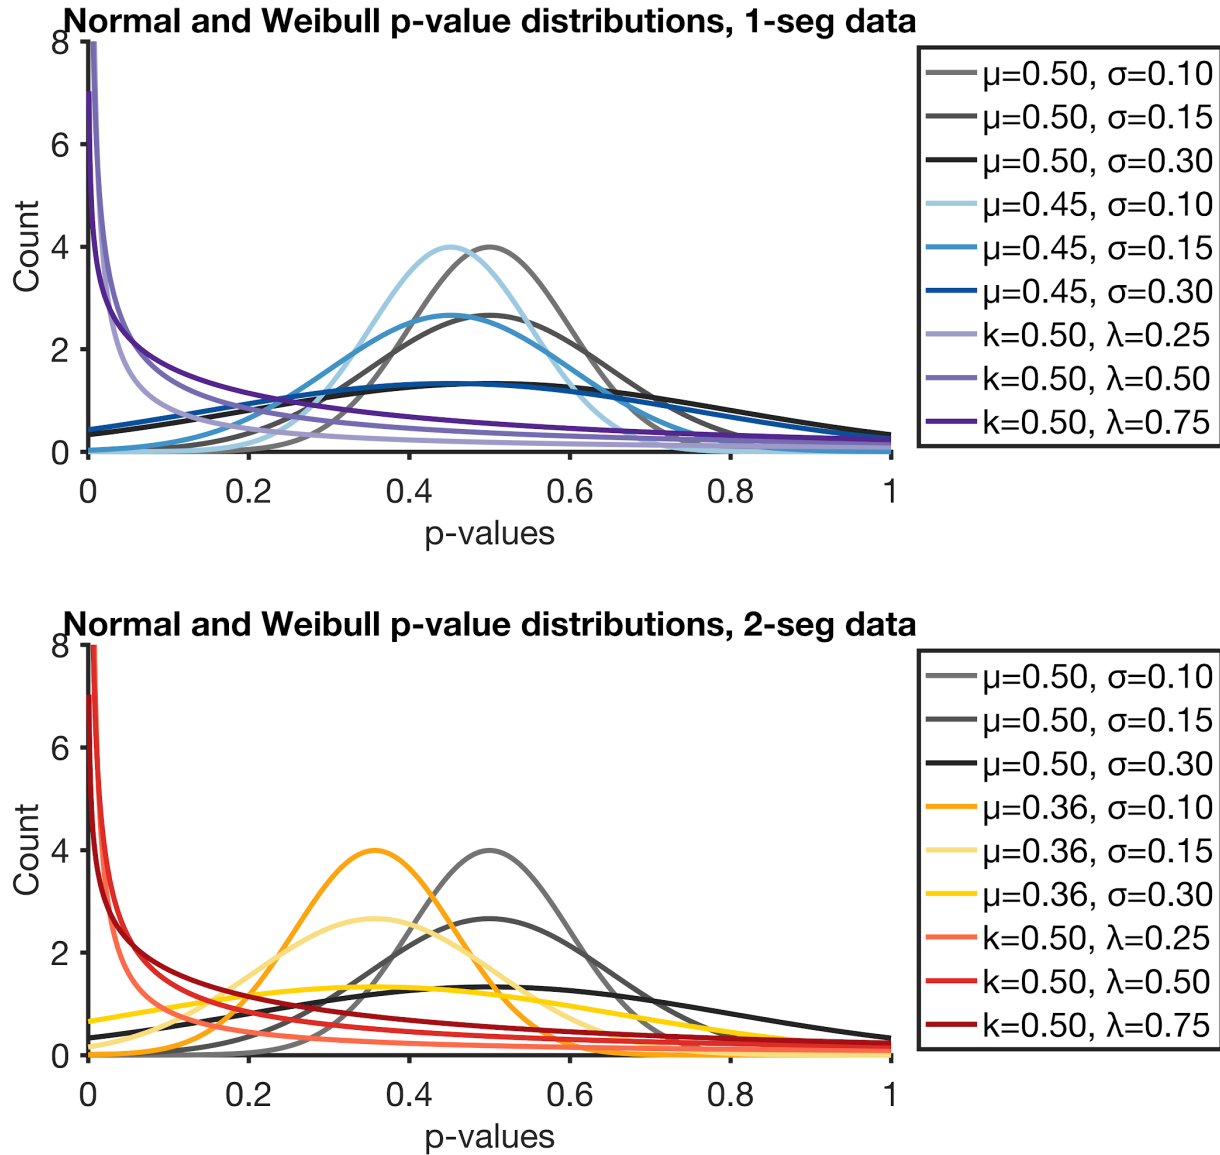 Normal and Weibull p-value distributions, 1-seg data
8
6
4
2
0
Count
0 0.2 0.4 0.6 0.8 1
p-values
μ=0.50, σ=0.10
μ=0.50, σ=0.15
μ=0.50, σ=0.30
μ=0.45, σ=0.10
μ=0.45, σ=0.15
μ=0.45, σ=0.30
k=0.50, λ=0.25
k=0.50, λ=0.50
k=0.50, λ=0.75
Normal and Weibull p-value distributions, 2-seg data
8
6
4
2
0
Count
0 0.2 0.4 0.6 0.8 1
p-values
μ=0.50, σ=0.10
μ=0.50, σ=0.15
μ=0.50, σ=0.30
μ=0.36, σ=0.10
μ=0.36, σ=0.15
μ=0.36, σ=0.30
k=0.50, λ=0.25
k=0.50, λ=0.50
k=0.50, λ=0.75